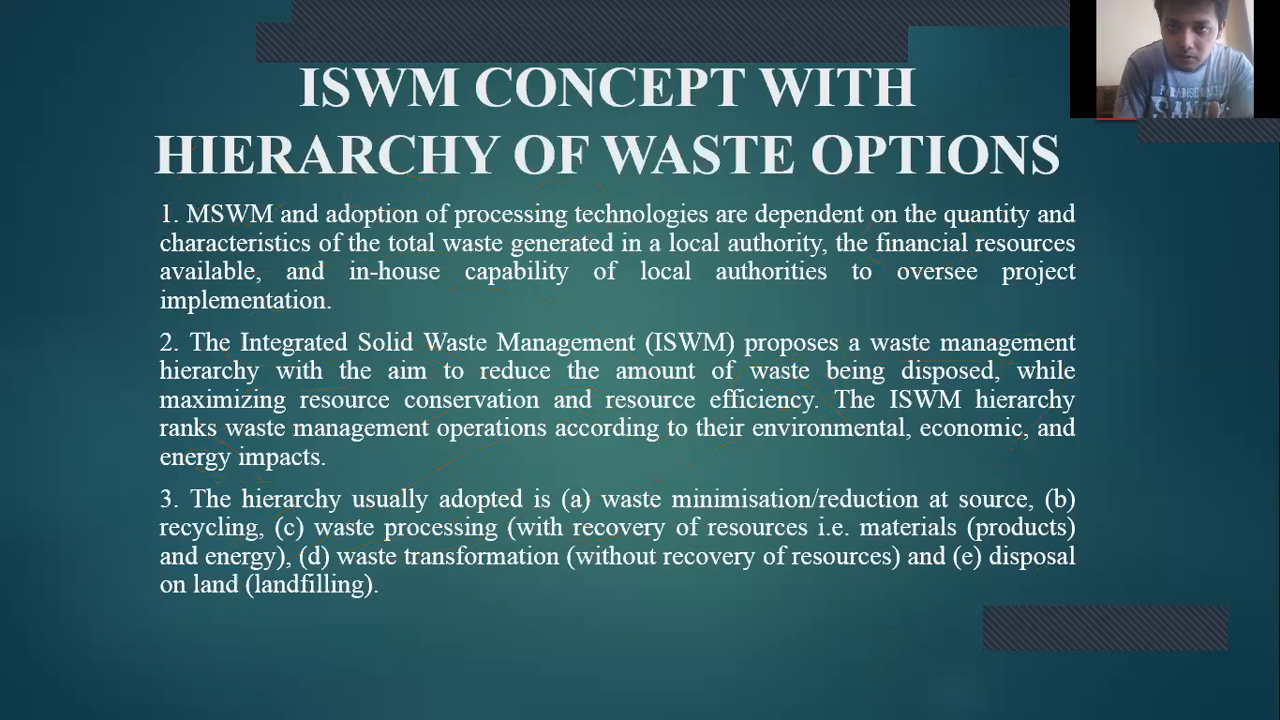 ISWM CONCEPT WITH
HIERARCHY OF WASTE OPTIONS
1. MSWM and adoption of processing technologies are dependent on the quantity and
characteristics of the total waste generated in a local authority, the financial resources
available, and in-house capability of local authorities to oversee project
implementation.
2. The Integrated Solid Waste Management (ISWM) proposes a waste management
hierarchy with the aim to reduce the amount of waste being disposed, while
maximizing resource conservation and resource efficiency. The ISWM hierarchy
ranks waste management operations according to their environmental, economic, and
energy impacts.
3. The hierarchy usually adopted is (a) waste minimisation/reduction at source, (b)
recycling, (c) waste processing (with recovery of resources i.e. materials (products)
and energy), (d) waste transformation (without recovery of resources) and (e) disposal
on land (landfilling).